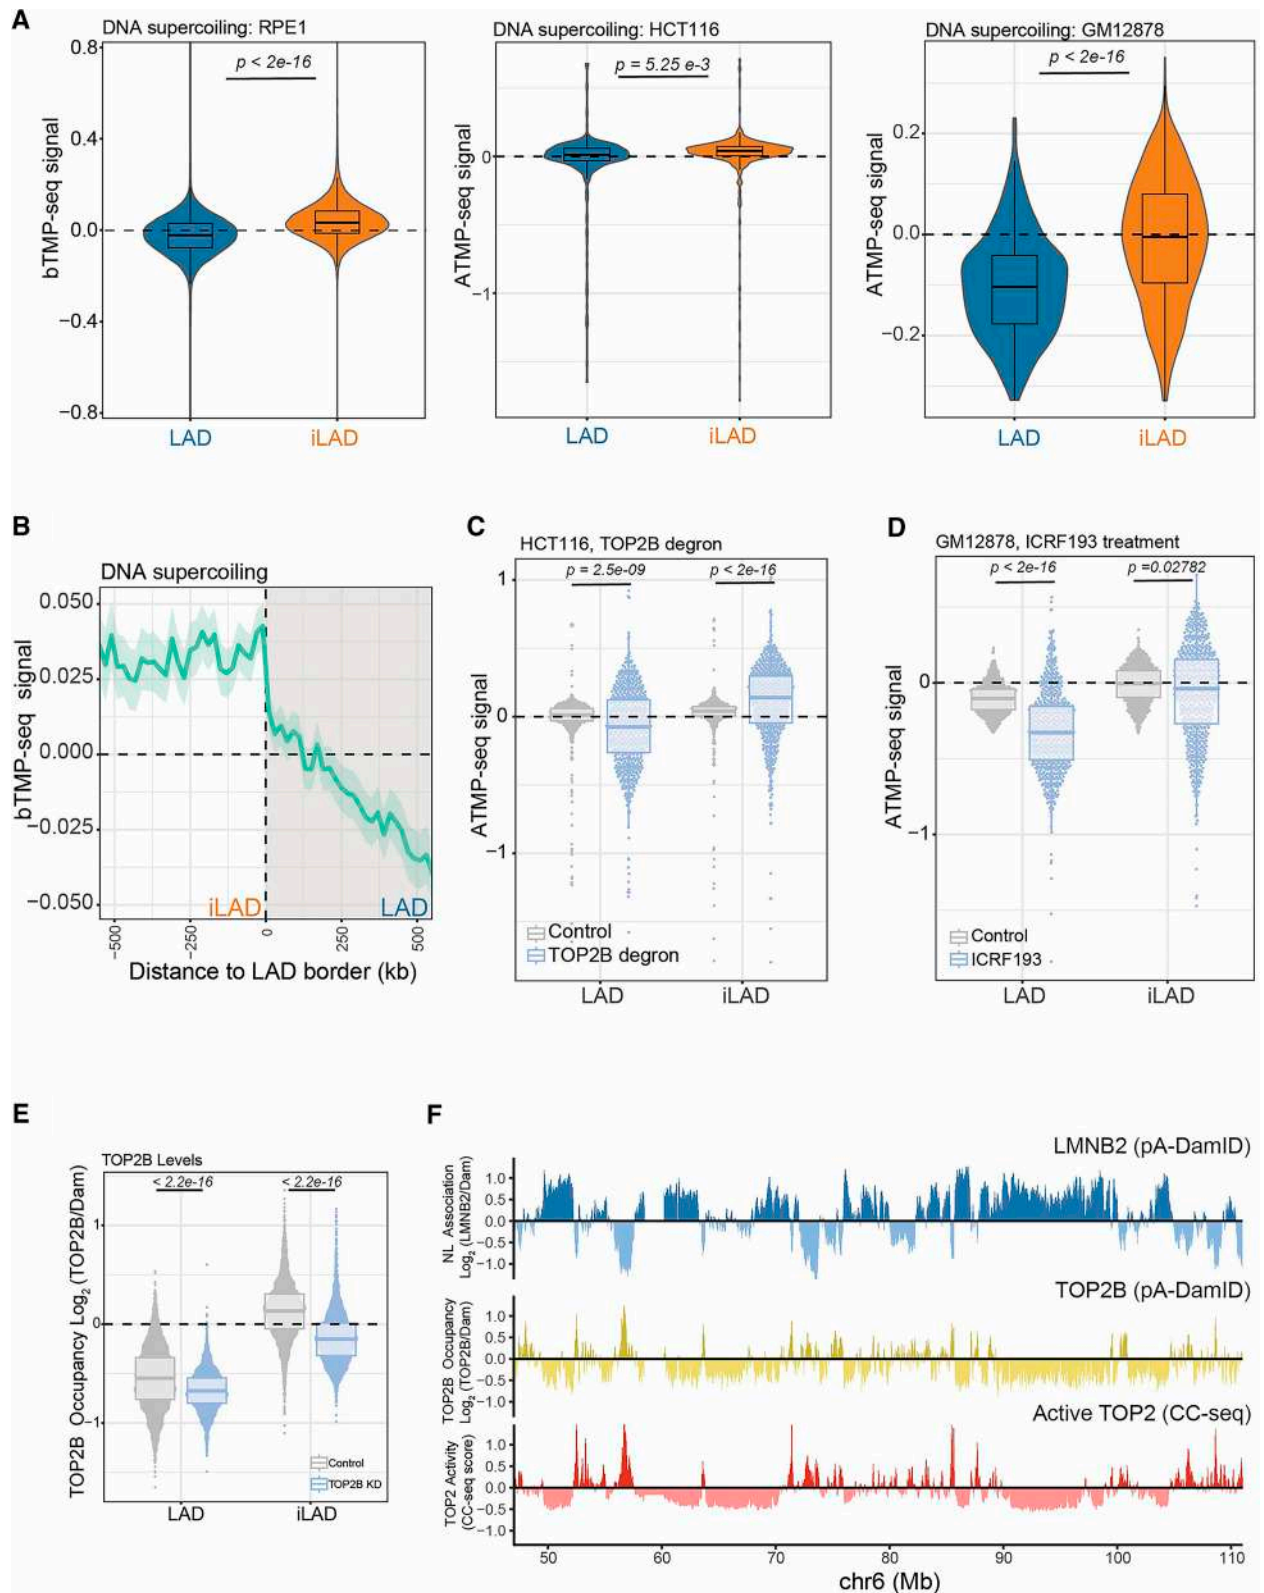 A
DNA supercoiling: RPE1
p < 2e-16
bTMP-seq signal
0.8
0.4
0.0
−0.4
−0.8
LAD
iLAD
DNA supercoiling: HCT116
p = 5.25 e-3
ATMP-seq signal
0
−1
LAD
iLAD
DNA supercoiling: GM12878
p < 2e-16
ATMP-seq signal
0.2
0.0
−0.2
LAD
iLAD
B
DNA supercoiling
bTMP-seq signal
0.050
0.025
0.000
−0.025
−0.050
iLAD
LAD
−500
−250
0
250
500
Distance to LAD border (kb)
C
HCT116, TOP2B degron
p = 2.5e-09
p < 2e-16
ATMP-seq signal
1
0
−1
Control
TOP2B degron
LAD
iLAD
D
GM12878, ICRF193 treatment
p < 2e-16
p =0.02782
ATMP-seq signal
0
−1
Control
ICRF193
LAD
iLAD
E
TOP2B Levels
< 2.2e-16
< 2.2e-16
TOP2B Occupancy Log2 (TOP2B/Dam)
1
0
−1
Control
TOP2B KD
LAD
iLAD
F
LMNB2 (pA-DamID)
NL Association
Log2 (LMNB2/Dam)
1.0
0.5
0.0
−0.5
−1.0
TOP2B (pA-DamID)
TOP2B Occupancy
Log2 (TOP2B/Dam)
1.0
0.5
0.0
−0.5
−1.0
Active TOP2 (CC-seq)
TOP2 Activity
(CC-seq score)
1.0
0.5
0.0
−0.5
−1.0
50
60
70
80
90
100
110
chr6 (Mb)